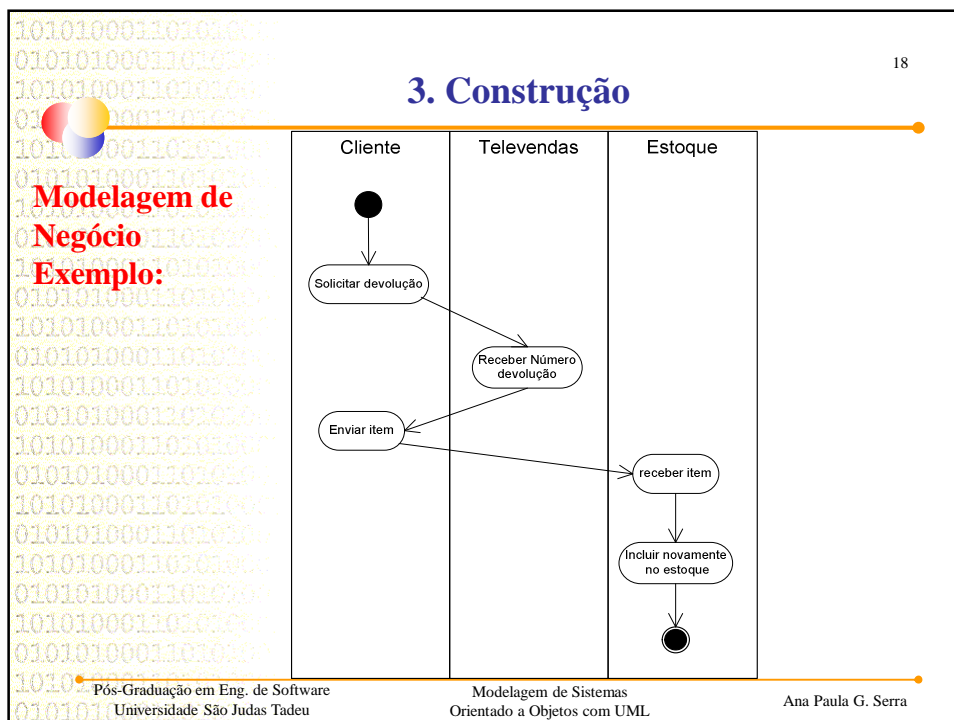 18
3. Construção
Modelagem de
Negócio
Exemplo:
Cliente
Televendas
Estoque
Solicitar devolução
Receber Número
devolução
Enviar item
receber item
Incluir novamente
no estoque
Pós-Graduação em Eng. de Software
Universidade São Judas Tadeu
Modelagem de Sistemas
Orientado a Objetos com UML
Ana Paula G. Serra